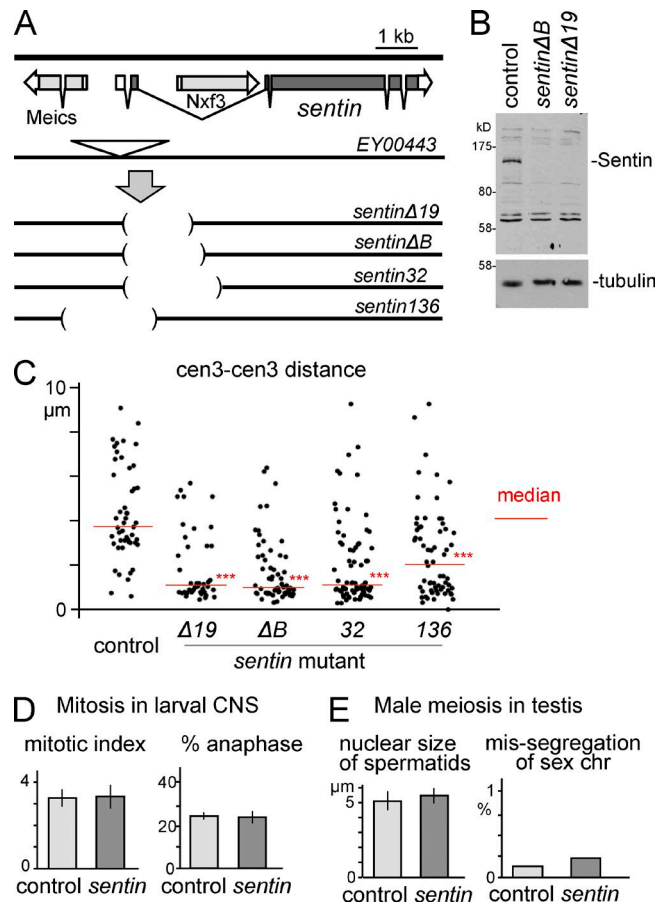 A
1 kb
Meics
Nxf3
sentin
EY00443
sentinΔ19
sentinΔB
sentin32
sentin136
B
control
sentinΔB
sentinΔ19
kD
175-
80-
58-
-Sentin
58-
-tubulin
C
cen3-cen3 distance
10
µm
0
median
***
***
***
***
control
Δ19 ΔB 32 136
sentin mutant
D Mitosis in larval CNS
mitotic index
4
2
0
control sentin
% anaphase
40
20
0
control sentin
E Male meiosis in testis
nuclear size
of spermatids
µm
5
0
control sentin
mis-segregation
of sex chr
1
%
0
control sentin